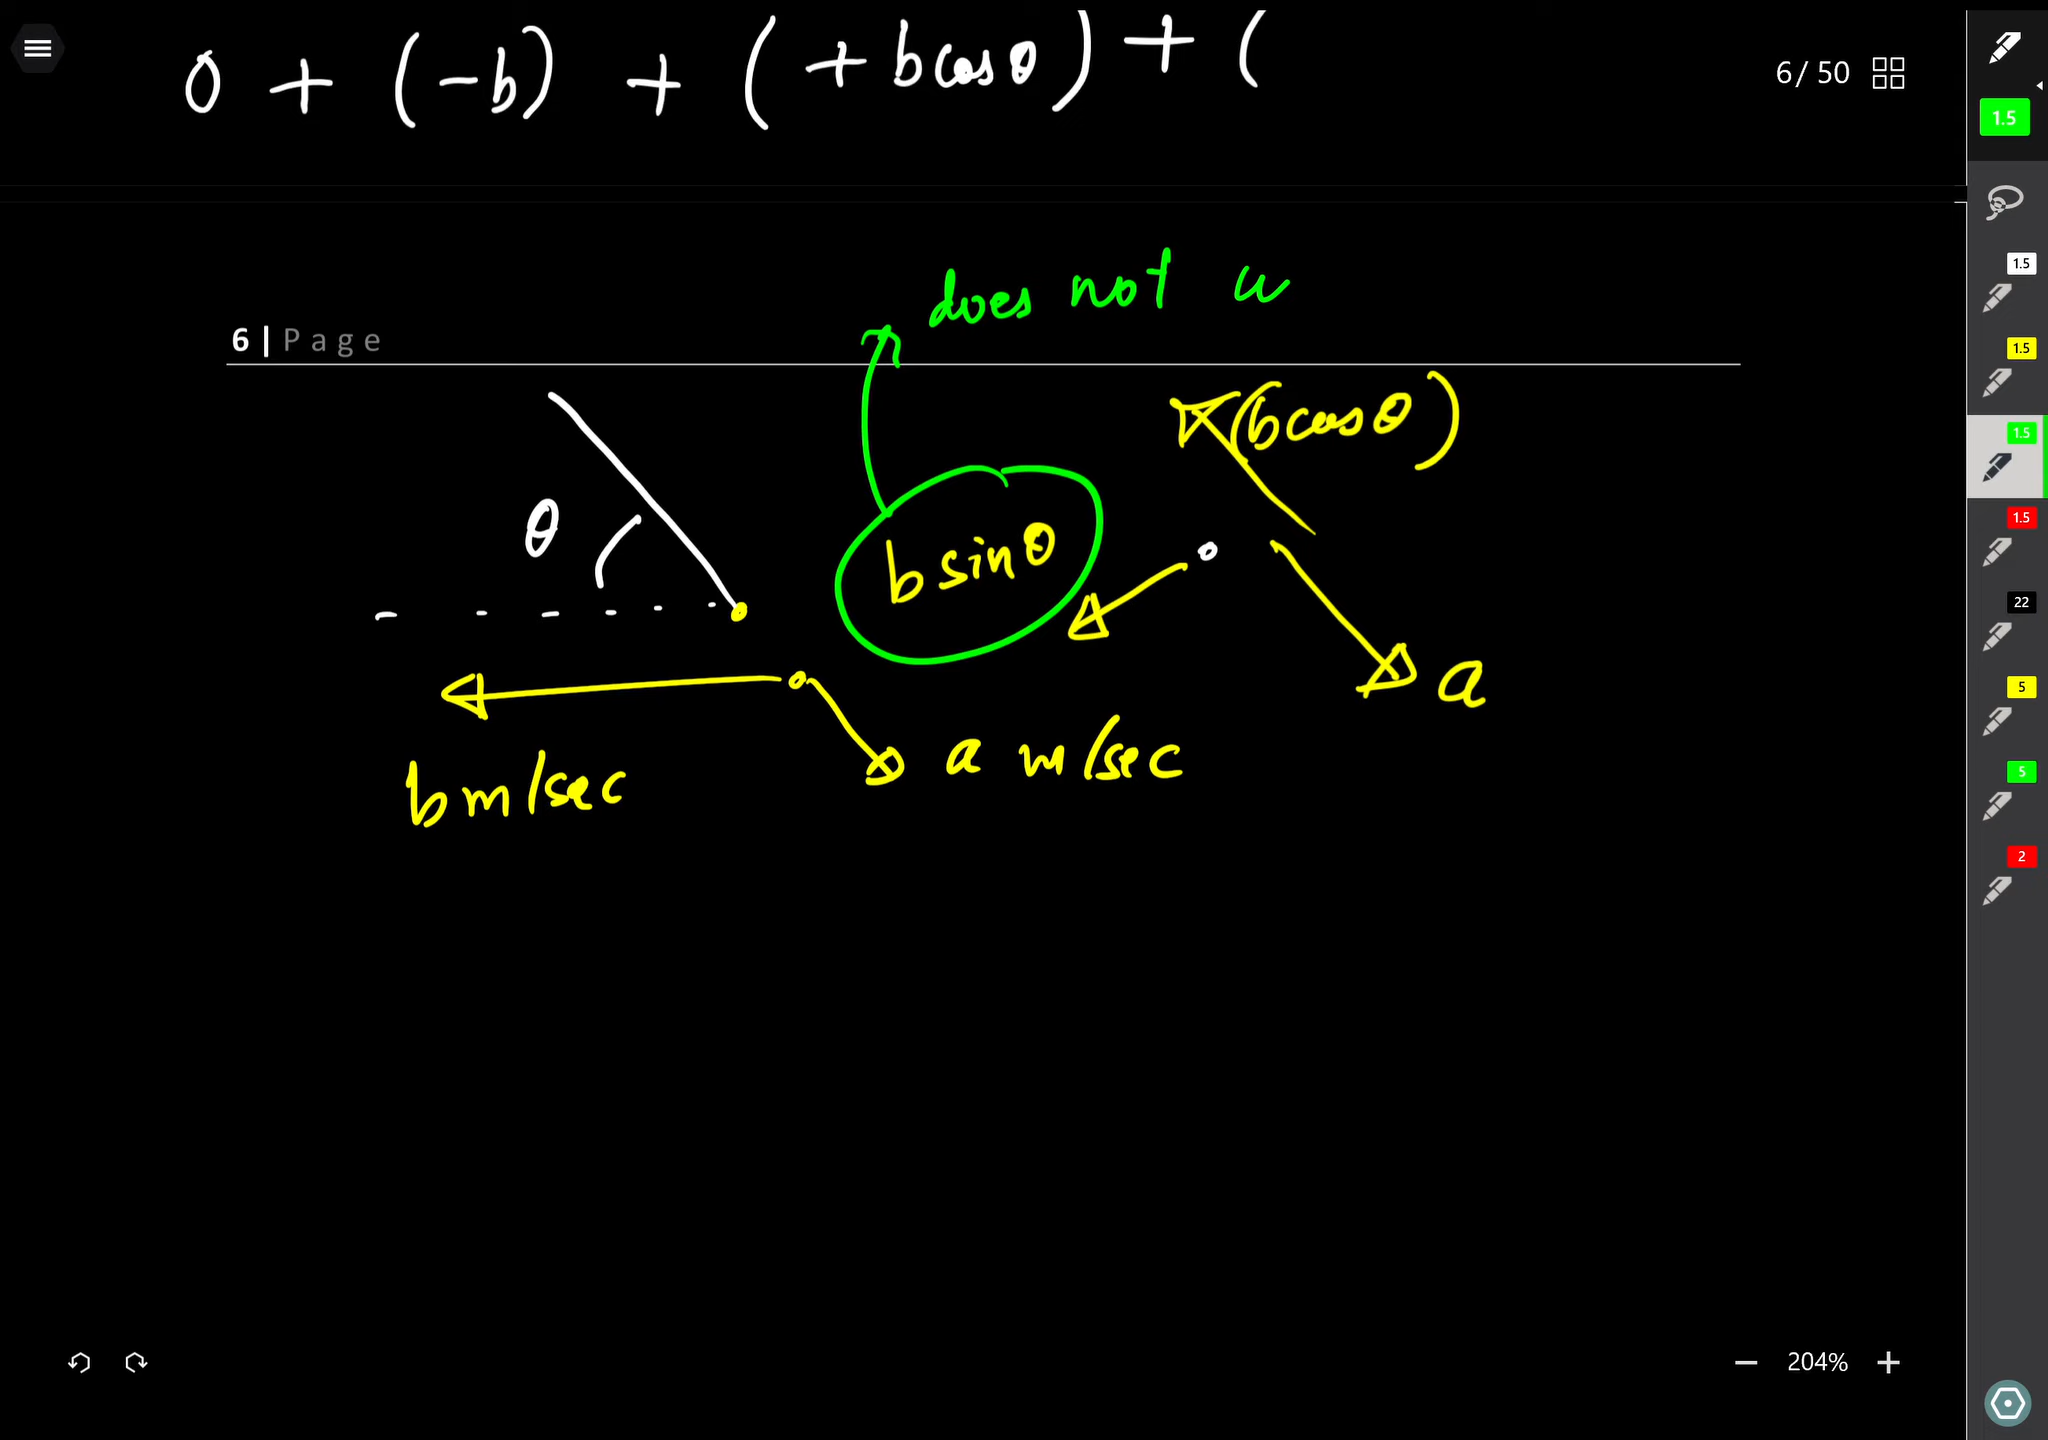 0 + (-b) + (+bcosθ) + (
6/50
1.5
does not u
1.5
6 | Page
1.5
(bcosθ)
1.5
θ
bsinθ
1.5
22
a
5
a m/sec
bm/sec
5
2
204%